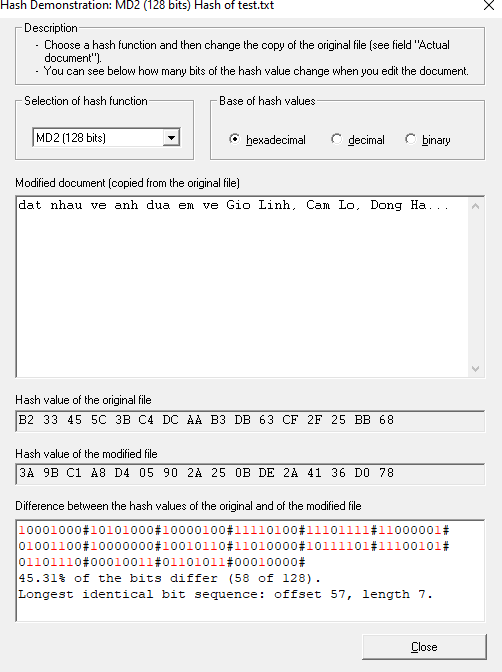 Hash Demonstration: MD2 (128 bits) Hash of test.txt
Description
- Choose a hash function and then change the copy of the original file (see field "Actual
document").
- You can see below how many bits of the hash value change when you edit the document.
Selection of hash function
MD2 (128 bits)
Base of hash values
hexadecimal
decimal
binary
Modified document (copied from the original file)
dat nhau ve anh dua em ve Gio Linh, Cam Lo, Dong Ha...
Hash value of the original file
B2 33 45 5C 3B C4 DC AA B3 DB 63 CF 2F 25 BB 68
Hash value of the modified file
3A 9B C1 A8 D4 05 90 2A 25 0B DE 2A 41 36 D0 78
Difference between the hash values of the original and of the modified file
10001000#10101000#10000100#11110100#11101111#11000001#
01001100#10000000#10010110#11010000#10111101#11100101#
01101110#00010011#01101011#00010000#
45.31% of the bits differ (58 of 128).
Longest identical bit sequence: offset 57, length 7.
Close